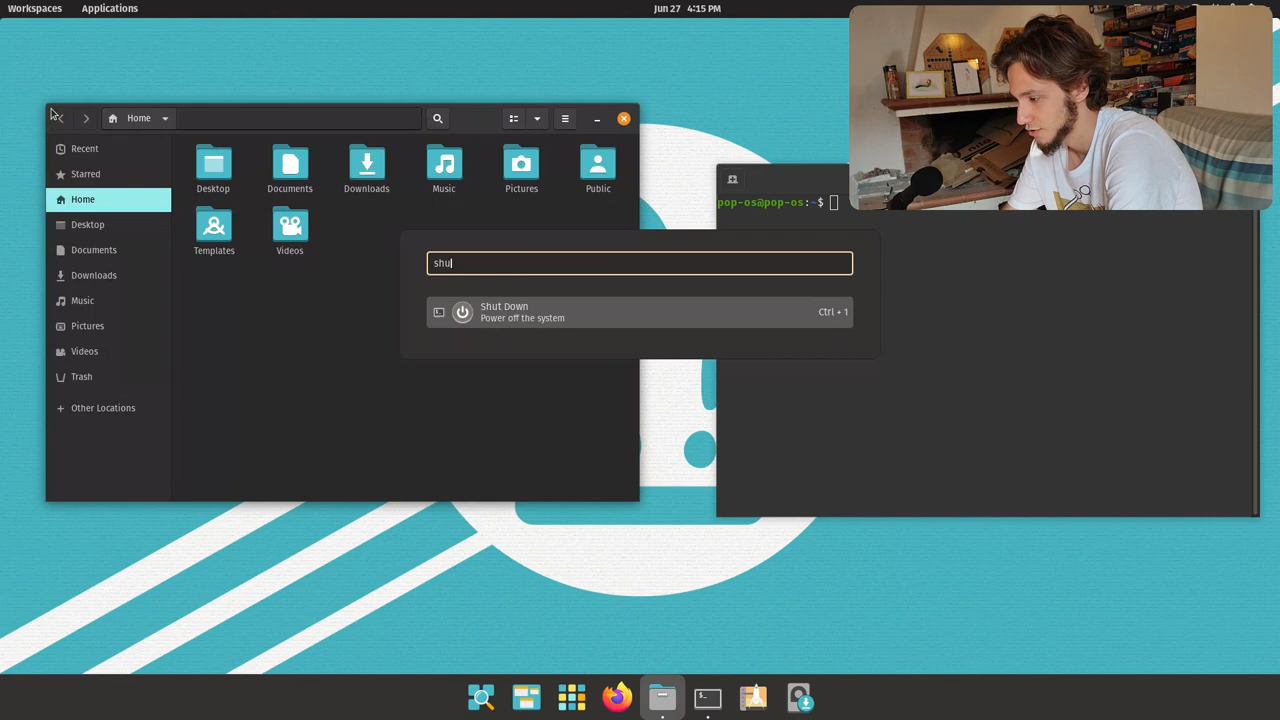 Workspaces Applications Jun 27 4:15 PM
Home
Recent
Starred
Home
Desktop
Documents
Downloads
Music
Pictures
Videos
Trash
Other Locations
Desktop Documents Downloads Music Pictures Public
Templates Videos
pop-os@pop-os:~$
shu
Shut Down
Power off the system
Ctrl + 1